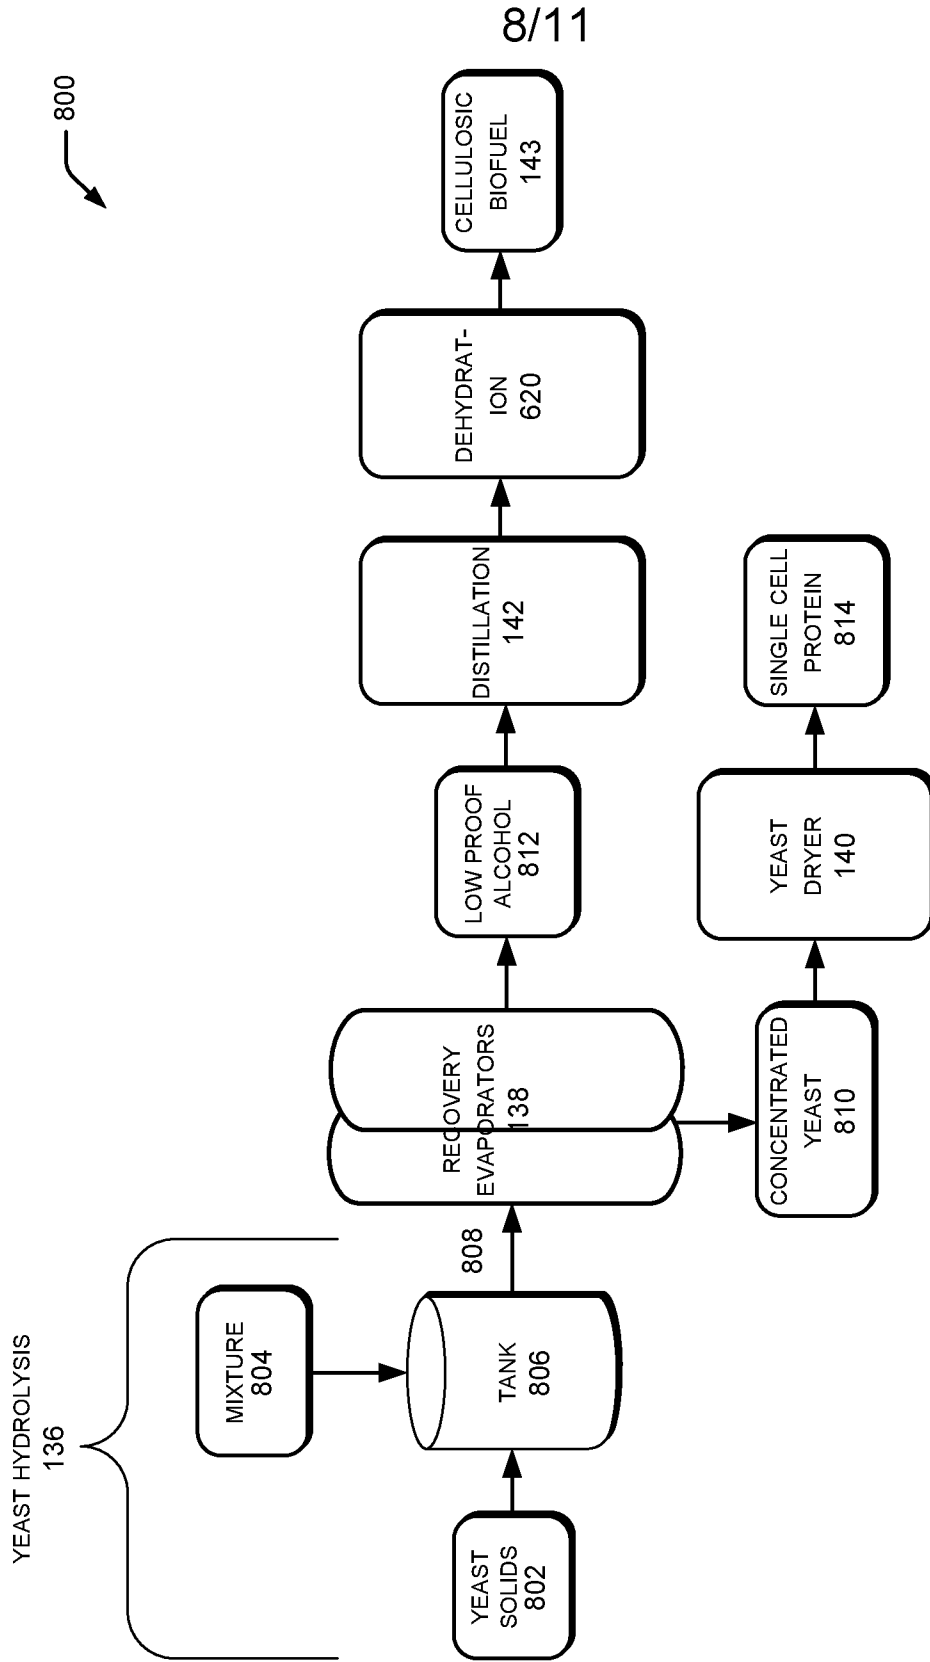 8/11
800
YEAST HYDROLYSIS
136
YEAST
SOLIDS
802
MIXTURE
804
TANK
806
808
RECOVERY
EVAPORATORS
138
LOW PROOF
ALCOHOL
812
DISTILLATION
142
DEHYDRAT-
ION
620
CELLULOSIC
BIOFUEL
143
CONCENTRATED
YEAST
810
YEAST
DRYER
140
SINGLE CELL
PROTEIN
814